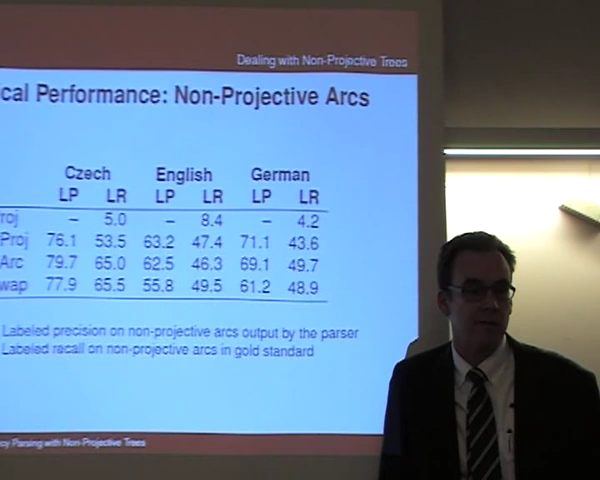 Dealing with Non-Projective Trees
cal Performance: Non-Projective Arcs
Czech English German
LP LR LP LR LP LR
roj – 5.0 – 8.4 – 4.2
Proj 76.1 53.5 63.2 47.4 71.1 43.6
Arc 79.7 65.0 62.5 46.3 69.1 49.7
wap 77.9 65.5 55.8 49.5 61.2 48.9
Labeled precision on non-projective arcs output by the parser
Labeled recall on non-projective arcs in gold standard
cy Parsing with Non-Projective Trees